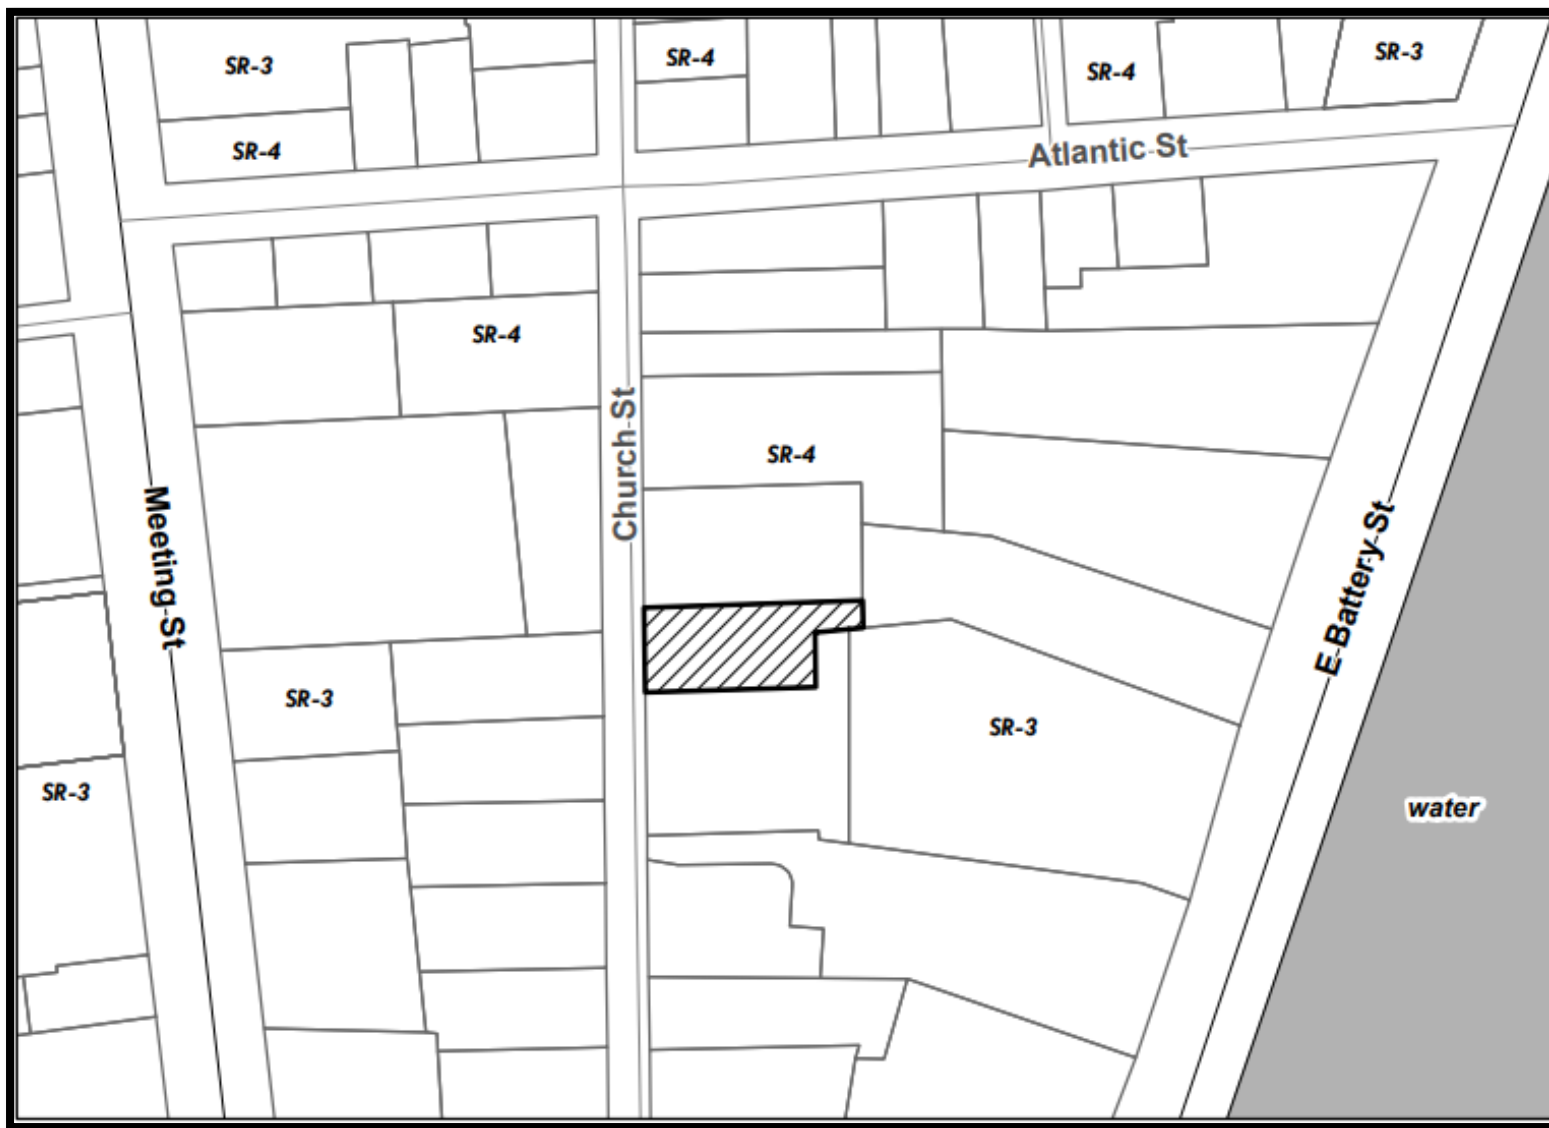 SR-3
SR-4
SR-4
SR-3
SR-4
Atlantic St
SR-4
Church St
SR-4
Meeting St
E Battery St
SR-3
SR-3
SR-3
water